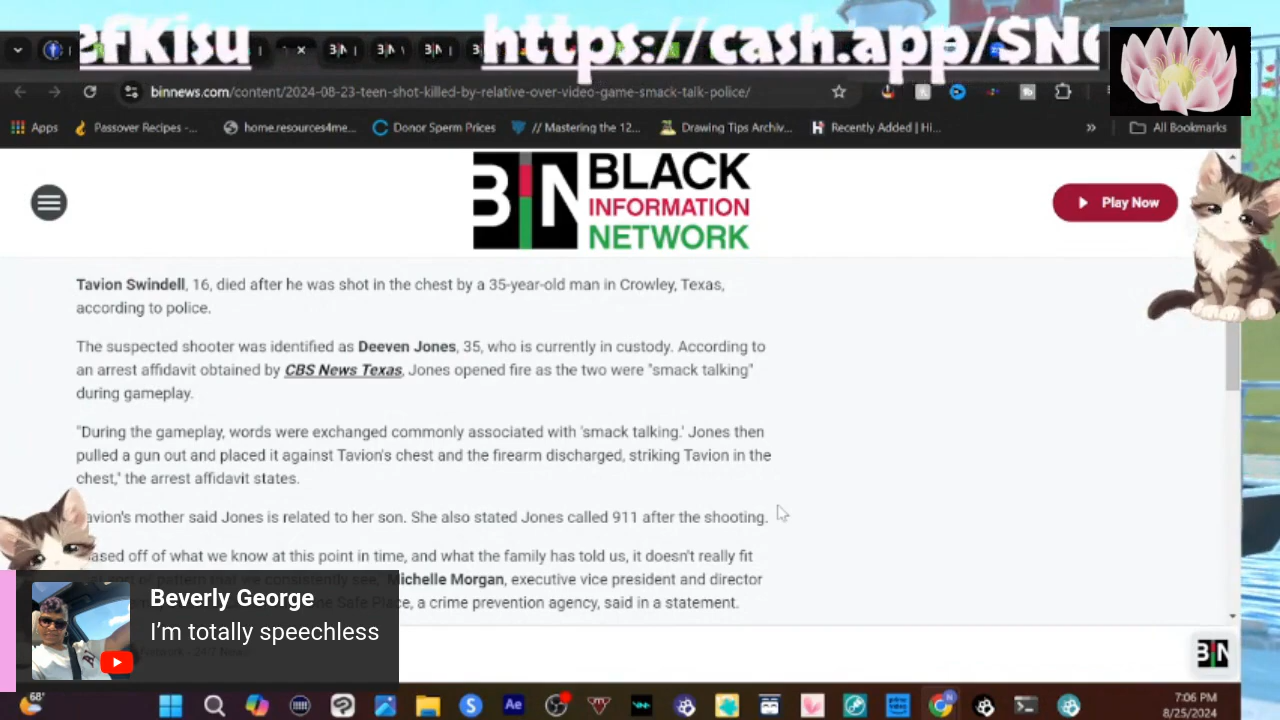 efKisu
https://cash.app/$N
binnews.com/content/2024-08-23-teen-shot-killed-by-relative-over-video-game-smack-talk-police/
Apps
Passover Recipes -...
home.resources4me...
Donor Sperm Prices
// Mastering the 12...
Drawing Tips Archiv...
Recently Added | Hi...
»
All Bookmarks
BIN BLACK
INFORMATION
NETWORK
Play Now
Tavion Swindell, 16, died after he was shot in the chest by a 35-year-old man in Crowley, Texas,
according to police.
The suspected shooter was identified as Deeven Jones, 35, who is currently in custody. According to
an arrest affidavit obtained by CBS News Texas, Jones opened fire as the two were "smack talking"
during gameplay.
"During the gameplay, words were exchanged commonly associated with 'smack talking.' Jones then
pulled a gun out and placed it against Tavion's chest and the firearm discharged, striking Tavion in the
chest," the arrest affidavit states.
avion's mother said Jones is related to her son. She also stated Jones called 911 after the shooting.
ased off of what we know at this point in time, and what the family has told us, it doesn't really fit
that we consistently see," Michelle Morgan, executive vice president and director
Safe Place, a crime prevention agency, said in a statement.
Beverly George
I'm totally speechless
BIN
68°
7:06 PM
8/25/2024